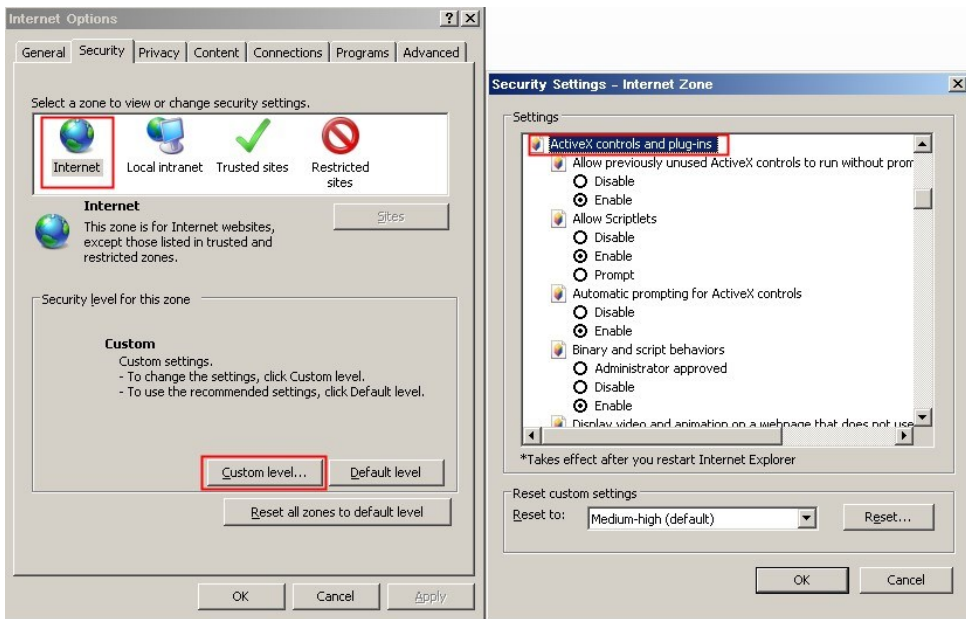 Internet Options
General Security Privacy Content Connections Programs Advanced
Select a zone to view or change security settings.
Internet Local intranet Trusted sites Restricted sites
Internet
This zone is for Internet websites,
except those listed in trusted and
restricted zones.
Sites
Security level for this zone
Custom
Custom settings.
- To change the settings, click Custom level.
- To use the recommended settings, click Default level.
Custom level... Default level
Reset all zones to default level
OK Cancel Apply
Security Settings - Internet Zone
Settings
ActiveX controls and plug-ins
Allow previously unused ActiveX controls to run without prom
Disable
Enable
Allow Scriptlets
Disable
Enable
Prompt
Automatic prompting for ActiveX controls
Disable
Enable
Binary and script behaviors
Administrator approved
Disable
Enable
Display video and animation on a webpage that does not use
*Takes effect after you restart Internet Explorer
Reset custom settings
Reset to: Medium-high (default) Reset...
OK Cancel